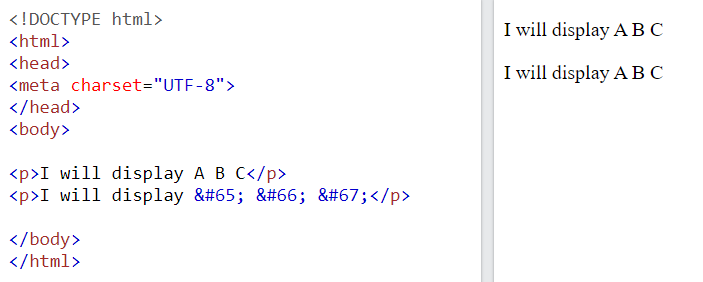 <!DOCTYPE html>
<html>
<head>
<meta charset="UTF-8">
</head>
<body>
<p>I will display A B C</p>
<p>I will display &#65; &#66; &#67;</p>
</body>
</html>
I will display A B C
I will display A B C